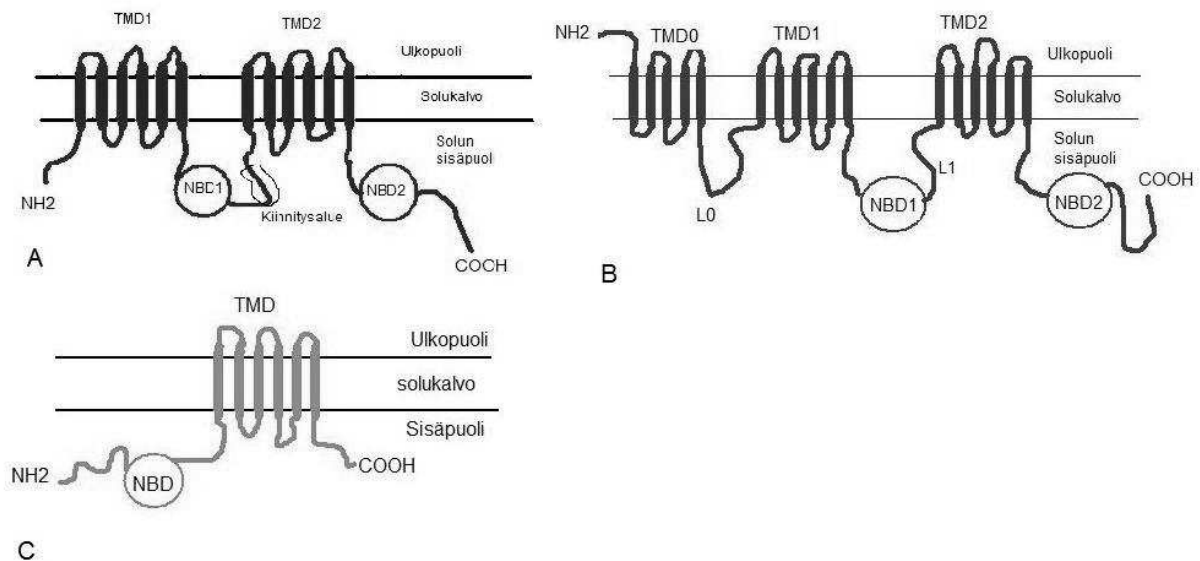 TMD1
TMD2
Ulkopuoli
Solukalvo
Solun
sisäpuol
NBD1
NBD2
NH2
Kiinnitysalue
COCH
A
NH2
TMD0
TMD1
TMD2
Ulkopuoli
Solukalvo
Solun
sisäpuoli
L1
COOH
L0
NBD1
NBD2
B
TMD
Ulkopuoli
solukalvo
Sisäpuoli
NH2
NBD
COOH
C